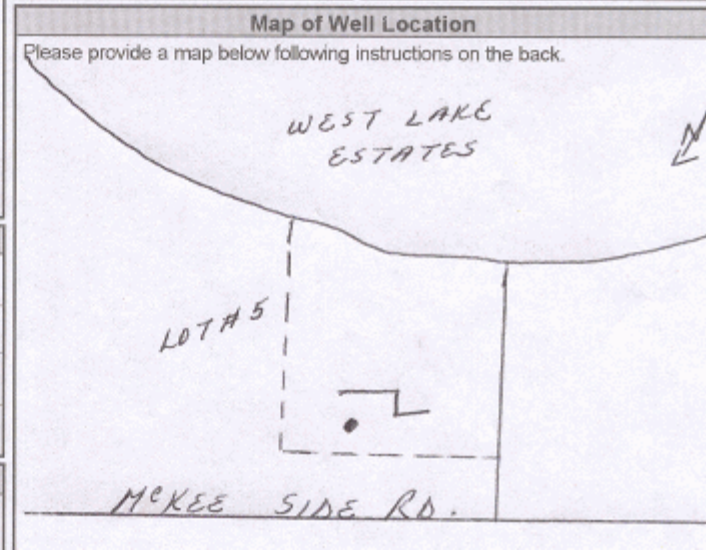 Map of Well Location
Please provide a map below following instructions on the back.
WEST LAKE
ESTATES
N
LOT # 5
McKEE SIDE RD.